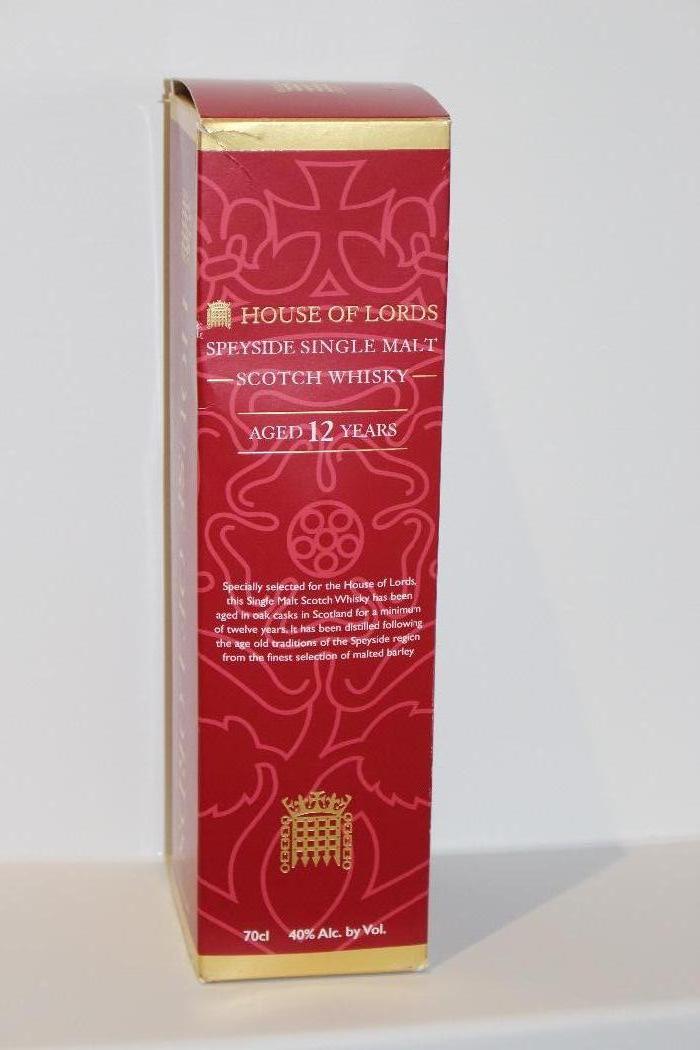 HOUSE OF LORDS
SPEYSIDE SINGLE MALT
SCOTCH WHISKY
AGED 12 YEARS
Specially selected for the House of Lords,
this Single Malt Scotch Whisky has been
aged in oak casks in Scotland for a minimum
of twelve years. It has been distilled following
the age old traditions of the Speyside region
from the finest selection of malted barley
70cl 40% Alc. by Vol.